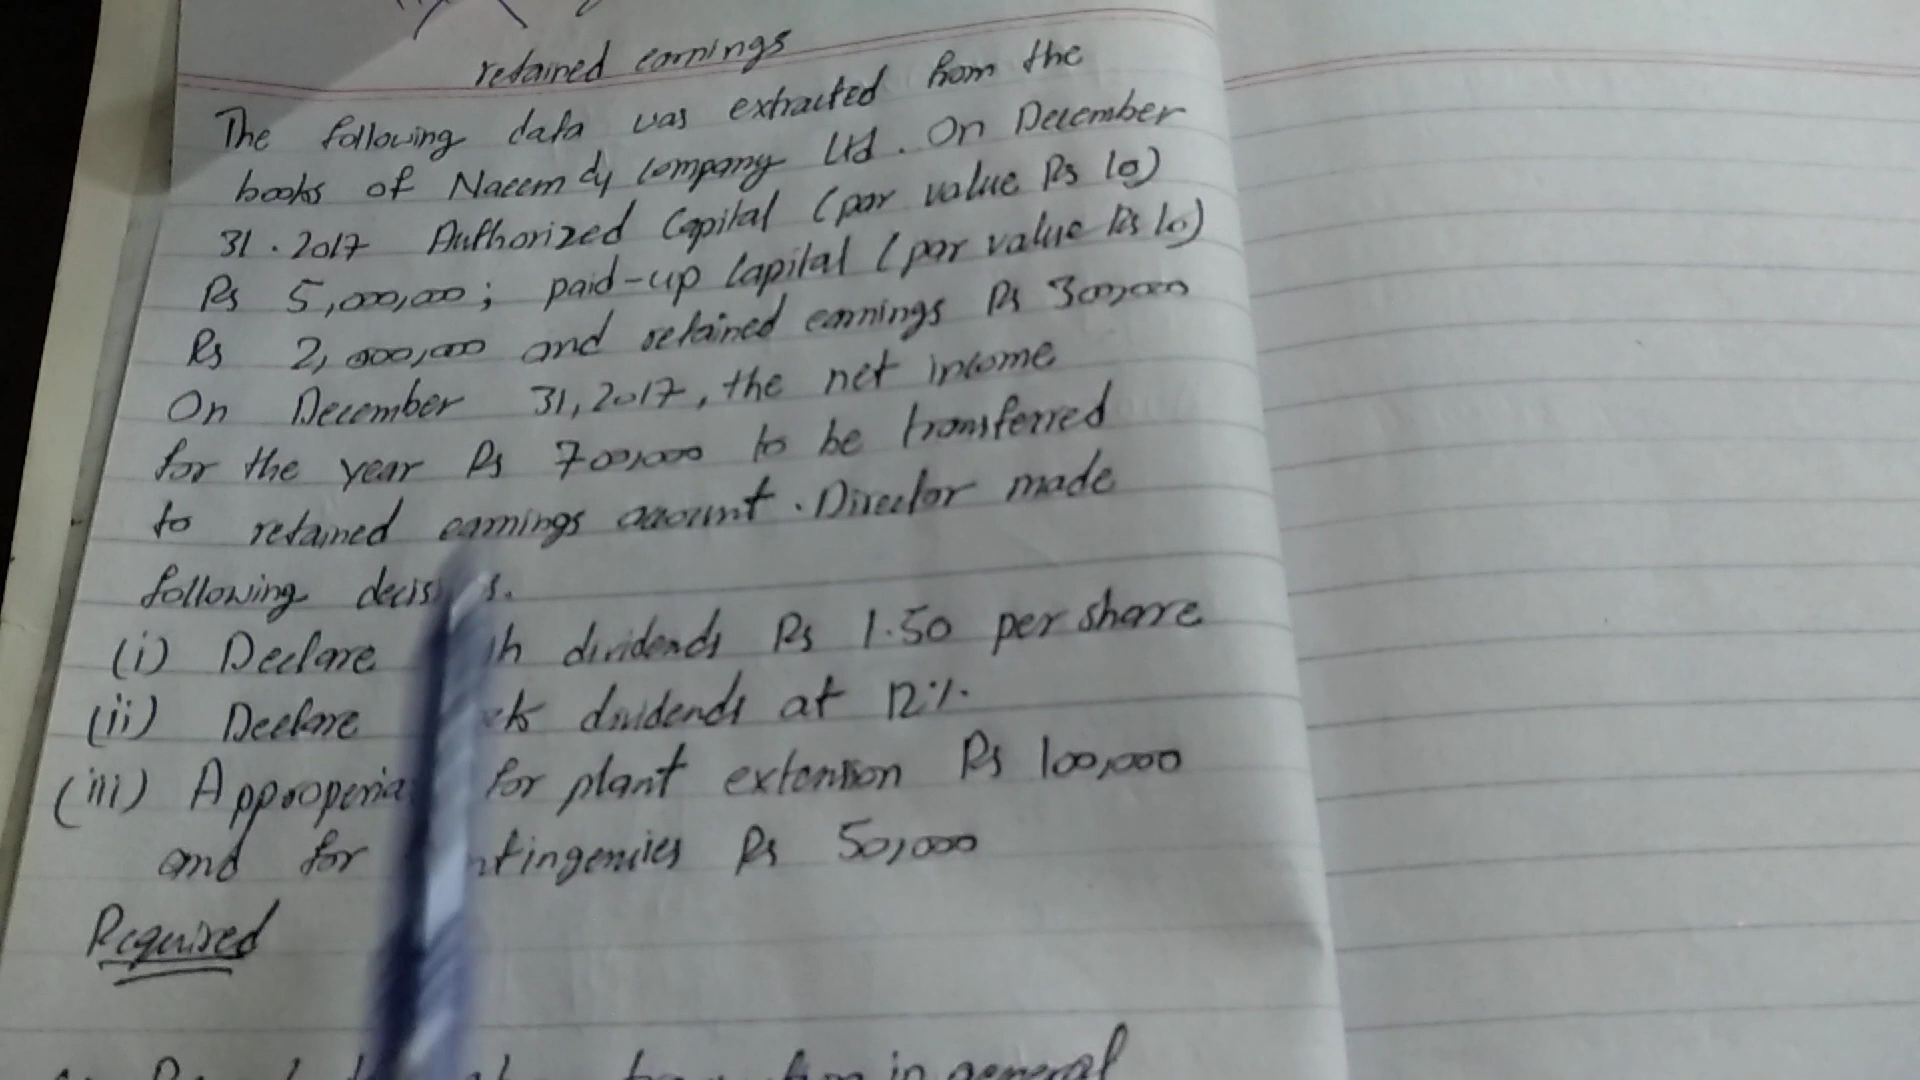 retained earnings
The following data was extracted from the
books of Naeem dy Company Ltd. On December
31. 2017 Authorized Capital (par value Rs 10)
Rs 5,000,000; paid-up Capital (par value Rs 10)
Rs 2,000,000 and retained earnings Rs 300,000
On December 31, 2017, the net income
for the year Rs 700,000 to be transferred
to retained earnings account. Director made
following
(i) Declare dividends Rs 1.50 per share
(ii) Declare dividends at 12%.
(iii) for plant extension Rs 100,000
and for Rs 50,000
Required
in general